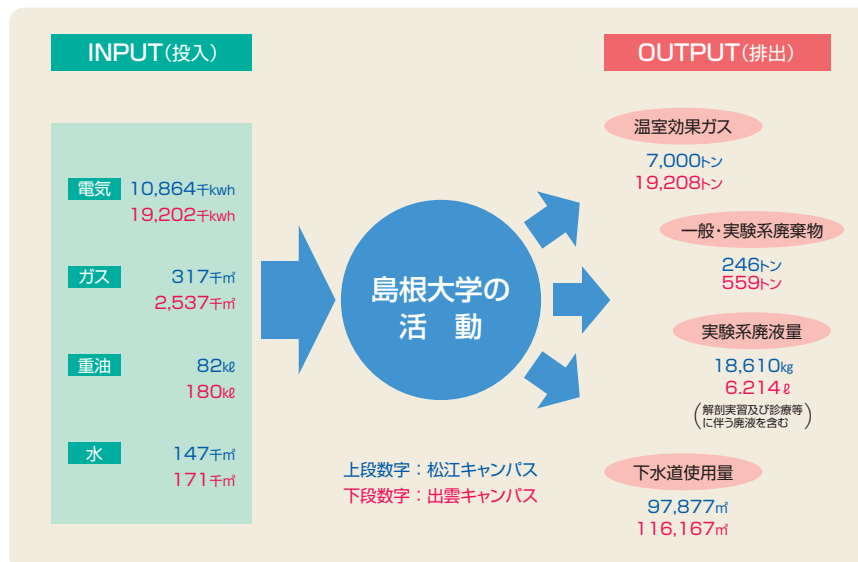 INPUT(投入)
電気 10,864千kwh
19,202千kwh
ガス 317千㎥
2,537千㎥
重油 82kℓ
180kℓ
水 147千㎥
171千㎥
島根大学の
活 動
上段数字：松江キャンパス
下段数字：出雲キャンパス
OUTPUT(排出)
温室効果ガス
7,000トン
19,208トン
一般・実験系廃棄物
246トン
559トン
実験系廃液量
18,610kg
6.214ℓ
(解剖実習及び診療等
に伴う廃液を含む)
下水道使用量
97,877㎥
116,167㎥